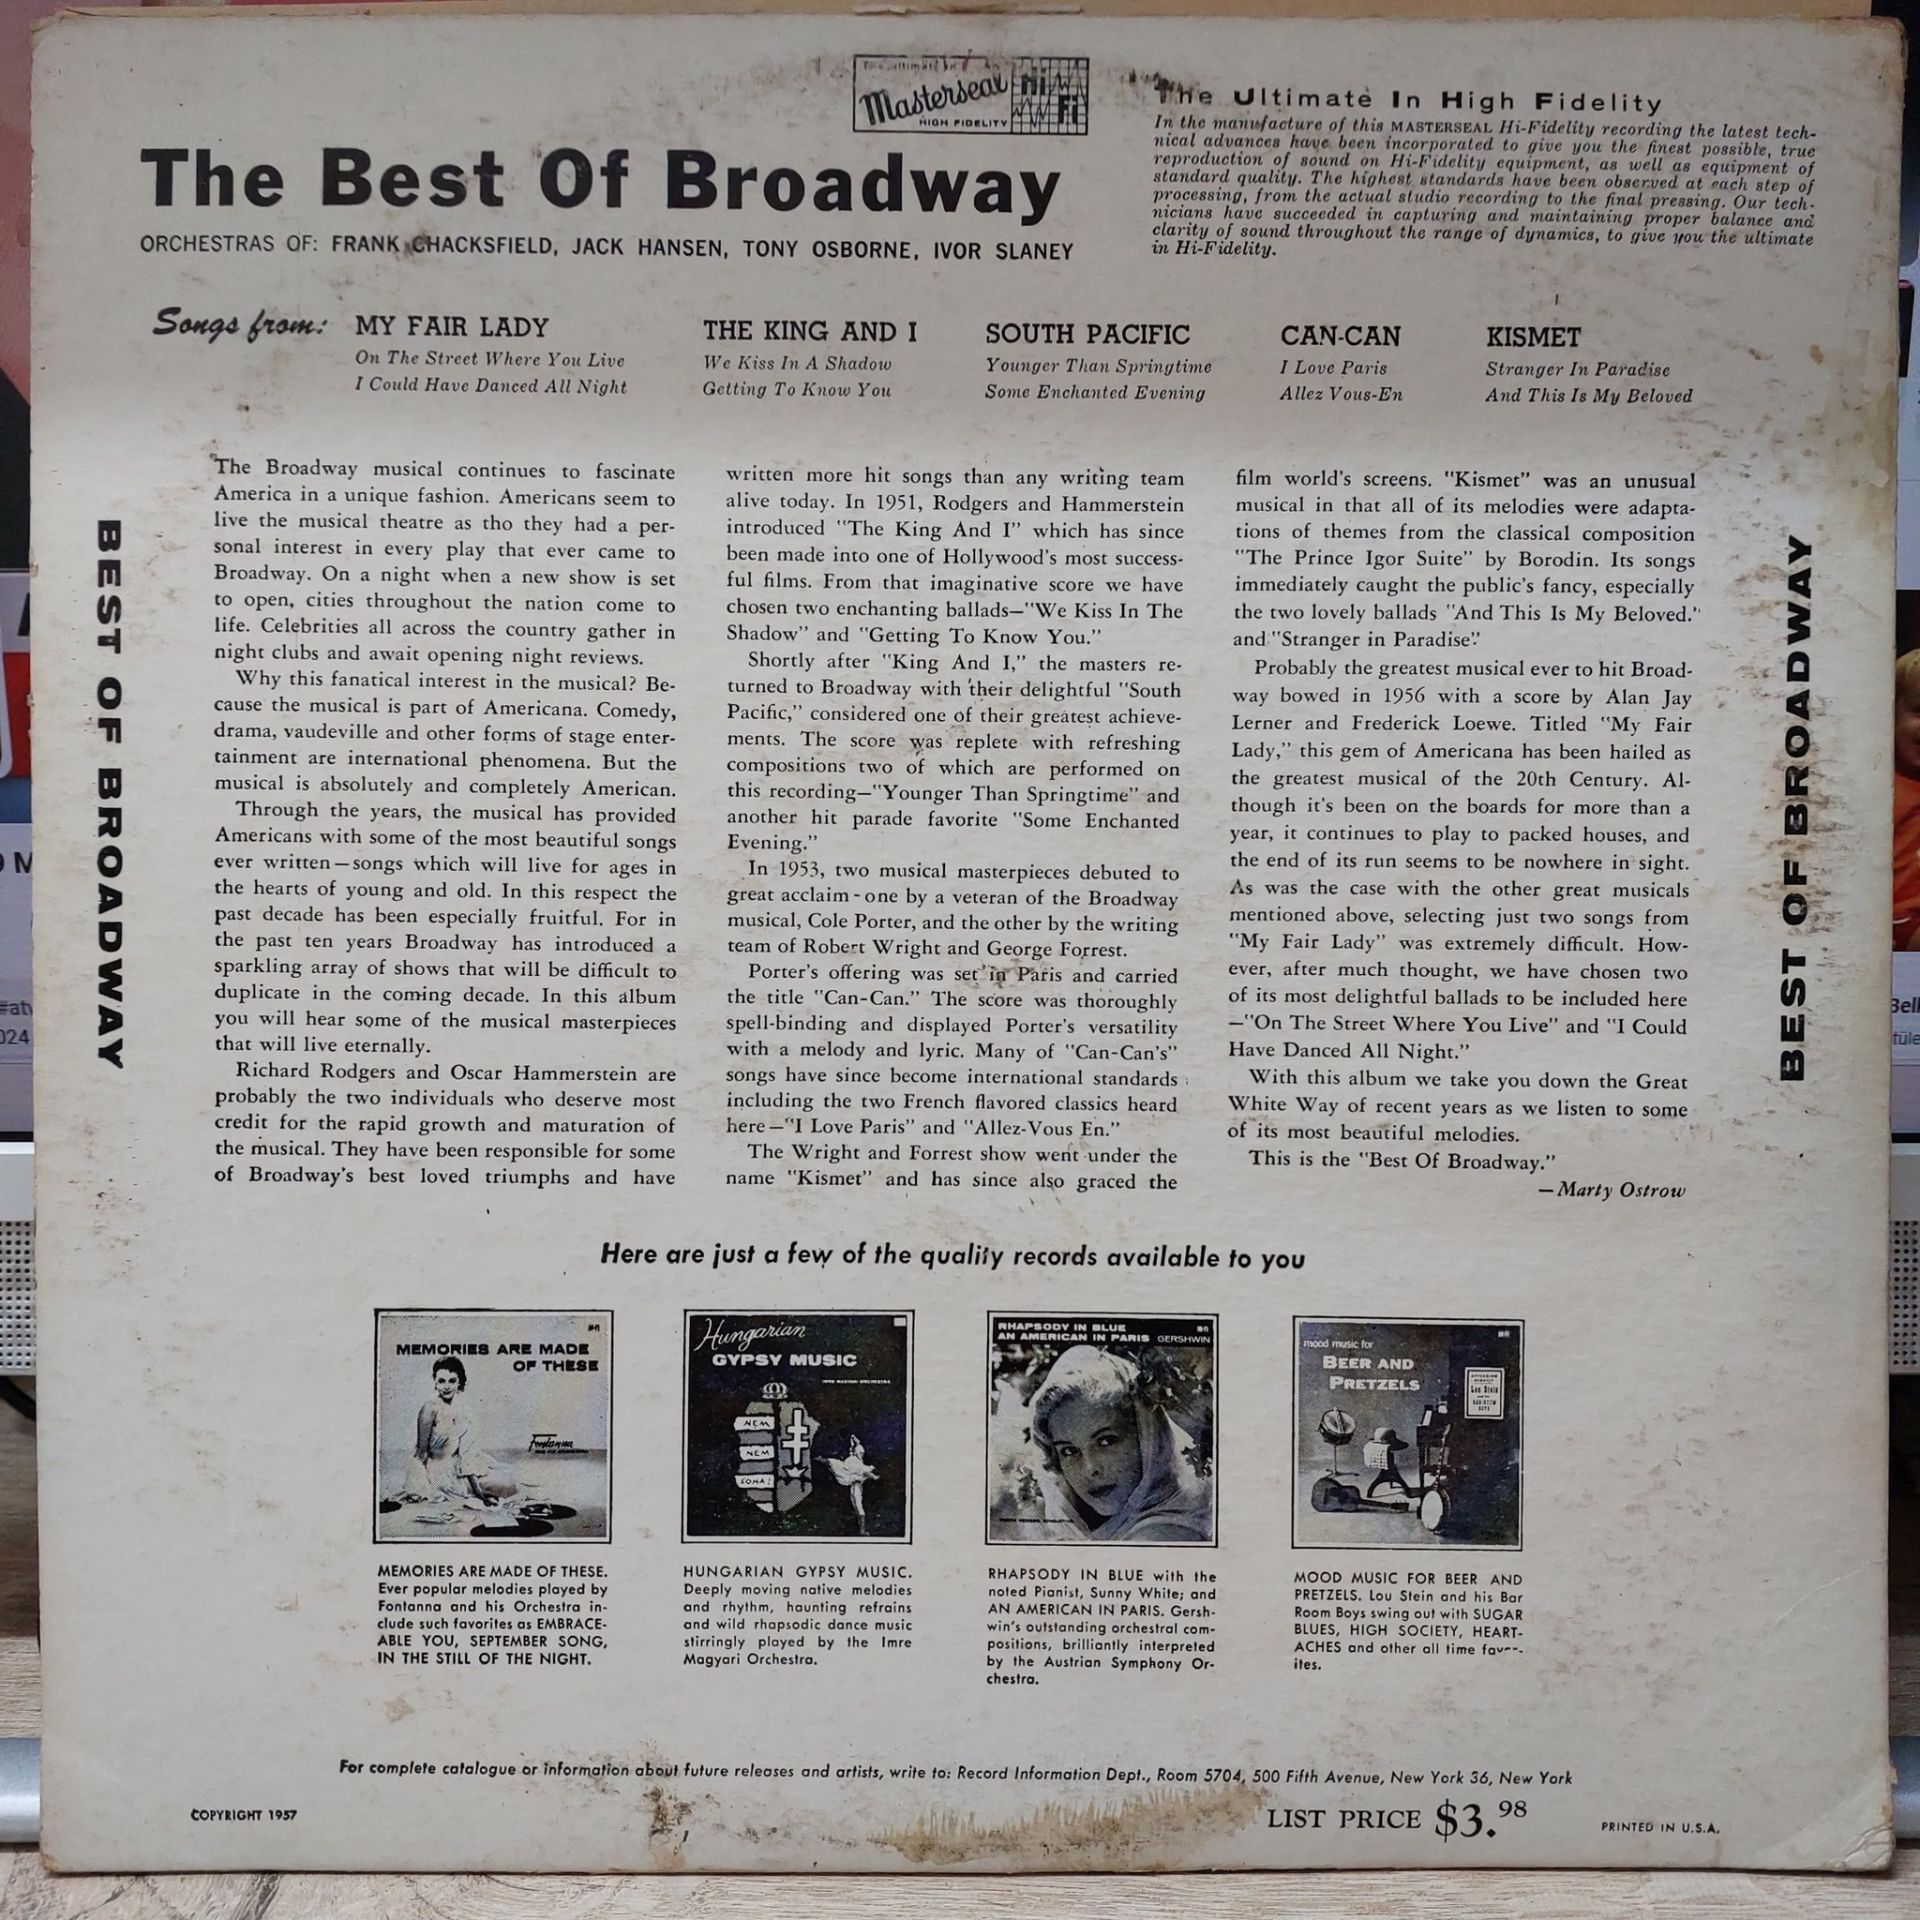 Masterseal
HIGH FIDELITY
Hi
Fi
The Ultimate In High Fidelity
In the manufacture of this MASTERSEAL Hi-Fidelity recording the latest tech-
nical advances have been incorporated to give you the finest possible, true
reproduction of sound on Hi-Fidelity equipment, as well as equipment of
standard quality. The highest standards have been observed at each step of
processing, from the actual studio recording to the final pressing. Our tech-
nicians have succeeded in capturing and maintaining proper balance and
clarity of sound throughout the range of dynamics, to give you the ultimate
in Hi-Fidelity.
The Best Of Broadway
ORCHESTRAS OF: FRANK CHACKSFIELD, JACK HANSEN, TONY OSBORNE, IVOR SLANEY
Songs from:
MY FAIR LADY
On The Street Where You Live
I Could Have Danced All Night
THE KING AND I
We Kiss In A Shadow
Getting To Know You
SOUTH PACIFIC
Younger Than Springtime
Some Enchanted Evening
CAN-CAN
I Love Paris
Allez Vous-En
KISMET
Stranger In Paradise
And This Is My Beloved
BEST OF BROADWAY
The Broadway musical continues to fascinate
America in a unique fashion. Americans seem to
live the musical theatre as tho they had a per-
sonal interest in every play that ever came to
Broadway. On a night when a new show is set
to open, cities throughout the nation come to
life. Celebrities all across the country gather in
night clubs and await opening night reviews.
Why this fanatical interest in the musical? Be-
cause the musical is part of Americana. Comedy,
drama, vaudeville and other forms of stage enter-
tainment are international phenomena. But the
musical is absolutely and completely American.
Through the years, the musical has provided
Americans with some of the most beautiful songs
ever written—songs which will live for ages in
the hearts of young and old. In this respect the
past decade has been especially fruitful. For in
the past ten years Broadway has introduced a
sparkling array of shows that will be difficult to
duplicate in the coming decade. In this album
you will hear some of the musical masterpieces
that will live eternally.
Richard Rodgers and Oscar Hammerstein are
probably the two individuals who deserve most
credit for the rapid growth and maturation of
the musical. They have been responsible for some
of Broadway's best loved triumphs and have
written more hit songs than any writing team
alive today. In 1951, Rodgers and Hammerstein
introduced "The King And I" which has since
been made into one of Hollywood's most success-
ful films. From that imaginative score we have
chosen two enchanting ballads—"We Kiss In The
Shadow" and "Getting To Know You."
Shortly after "King And I," the masters re-
turned to Broadway with their delightful "South
Pacific," considered one of their greatest achieve-
ments. The score was replete with refreshing
compositions two of which are performed on
this recording—"Younger Than Springtime" and
another hit parade favorite "Some Enchanted
Evening."
In 1953, two musical masterpieces debuted to
great acclaim - one by a veteran of the Broadway
musical, Cole Porter, and the other by the writing
team of Robert Wright and George Forrest.
Porter's offering was set in Paris and carried
the title "Can-Can." The score was thoroughly
spell-binding and displayed Porter's versatility
with a melody and lyric. Many of "Can-Can's"
songs have since become international standards
including the two French flavored classics heard
here—"I Love Paris" and "Allez-Vous En."
The Wright and Forrest show went under the
name "Kismet" and has since also graced the
film world's screens. "Kismet" was an unusual
musical in that all of its melodies were adapta-
tions of themes from the classical composition
"The Prince Igor Suite" by Borodin. Its songs
immediately caught the public's fancy, especially
the two lovely ballads "And This Is My Beloved."
and "Stranger in Paradise".
Probably the greatest musical ever to hit Broad-
way bowed in 1956 with a score by Alan Jay
Lerner and Frederick Loewe. Titled "My Fair
Lady," this gem of Americana has been hailed as
the greatest musical of the 20th Century. Al-
though it's been on the boards for more than a
year, it continues to play to packed houses, and
the end of its run seems to be nowhere in sight.
As was the case with the other great musicals
mentioned above, selecting just two songs from
"My Fair Lady" was extremely difficult. How-
ever, after much thought, we have chosen two
of its most delightful ballads to be included here
—"On The Street Where You Live" and "I Could
Have Danced All Night."
With this album we take you down the Great
White Way of recent years as we listen to some
of its most beautiful melodies.
This is the "Best Of Broadway."
—Marty Ostrow
BEST OF BROADWAY
Here are just a few of the quality records available to you
MEMORIES ARE MADE
OF THESE
Fontanna
MEMORIES ARE MADE OF THESE.
Ever popular melodies played by
Fontanna and his Orchestra in-
clude such favorites as EMBRACE-
ABLE YOU, SEPTEMBER SONG,
IN THE STILL OF THE NIGHT.
Hungarian
GYPSY MUSIC
IMRE MAGYARI ORCHESTRA
NEM
NEM
SOHA!
HUNGARIAN GYPSY MUSIC.
Deeply moving native melodies
and rhythm, haunting refrains
and wild rhapsodic dance music
stirringly played by the Imre
Magyari Orchestra.
RHAPSODY IN BLUE
AN AMERICAN IN PARIS GERSHWIN
RHAPSODY IN BLUE with the
noted Pianist, Sunny White; and
AN AMERICAN IN PARIS. Gersh-
win's outstanding orchestral com-
positions, brilliantly interpreted
by the Austrian Symphony Or-
chestra.
mood music for
BEER AND
PRETZELS
Lou Stein
MOOD MUSIC FOR BEER AND
PRETZELS. Lou Stein and his Bar
Room Boys swing out with SUGAR
BLUES, HIGH SOCIETY, HEART-
ACHES and other all time
ites.
For complete catalogue or information about future releases and artists, write to: Record Information Dept., Room 5704, 500 Fifth Avenue, New York 36, New York
COPYRIGHT 1957
LIST PRICE $3.98
PRINTED IN U.S.A.